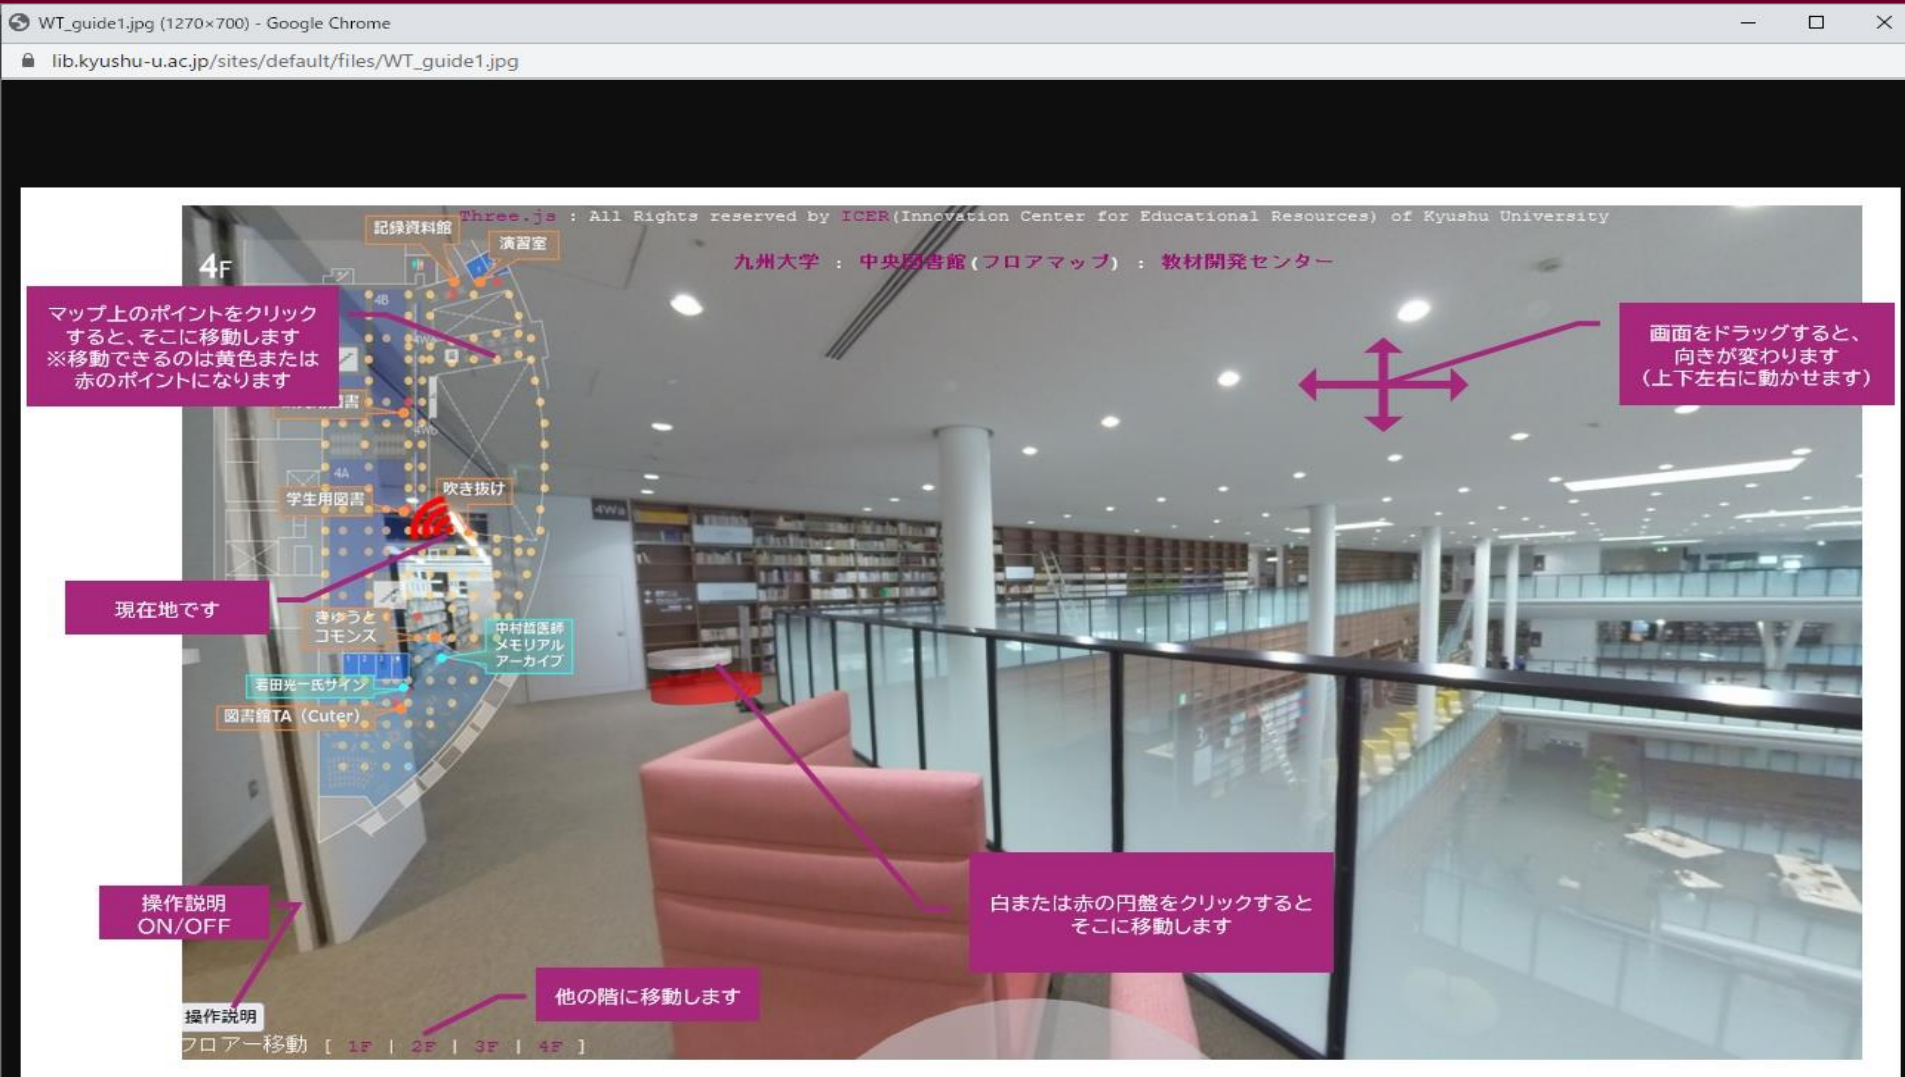 WT_guide1.jpg (1270×700) - Google Chrome
lib.kyushu-u.ac.jp/sites/default/files/WT_guide1.jpg
Three.js : All Rights reserved by ICER(Innovation Center for Educational Resources) of Kyushu University
九州大学 : 中央図書館(フロアマップ) : 教材開発センター
4F
記録資料館
演習室
マップ上のポイントをクリック
すると、そこに移動します
※移動できるのは黄色または
赤のポイントになります
画面をドラッグすると、
向きが変わります
(上下左右に動かせます)
4B
図書
4A
学生用図書
吹き抜け
4Wa
現在地です
きゅうと
コモンズ
中村哲医師
メモリアル
アーカイブ
1 2 3 4
若田光一氏サイン
図書館TA（Cuter）
操作説明
ON/OFF
白または赤の円盤をクリックすると
そこに移動します
他の階に移動します
操作説明
フロアー移動 [ 1F | 2F | 3F | 4F ]